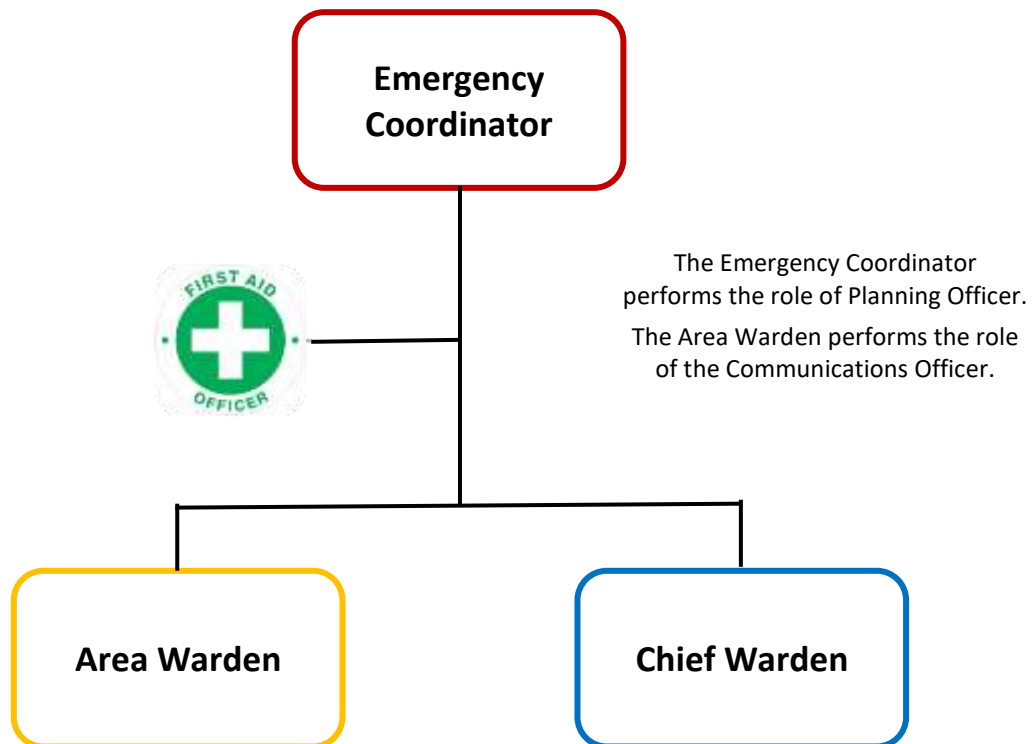 Emergency
Coordinator
FIRST AID
OFFICER
The Emergency Coordinator
performs the role of Planning Officer.
The Area Warden performs the role
of the Communications Officer.
Area Warden
Chief Warden